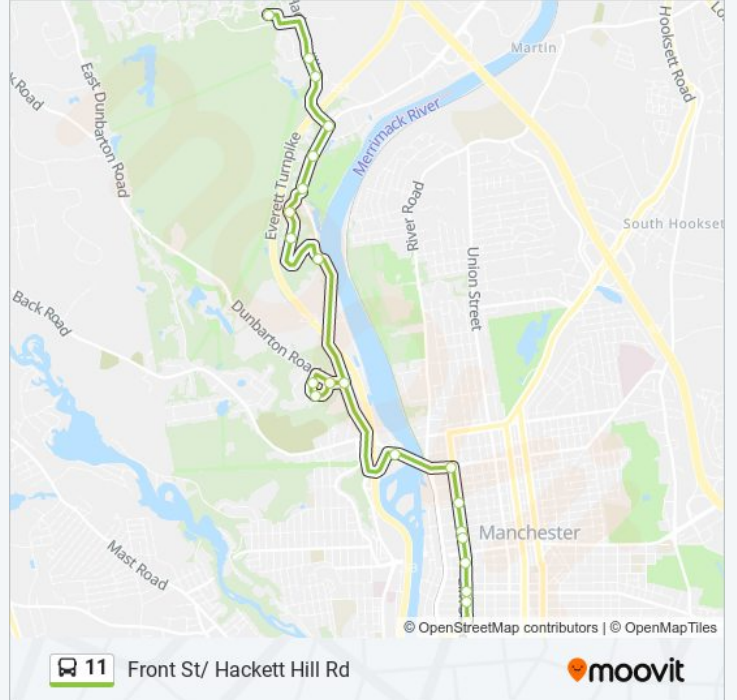 Martin
Hooksett Road
East Dunbarton Road
Road
Merrimack River
Everett Turnpike
River Road
South Hookset
Union Street
Back Road
Dunbarton Roa
Manchester
Mast Road
© OpenStreetMap contributors | © OpenMapTiles
11 Front St/ Hackett Hill Rd
moovit